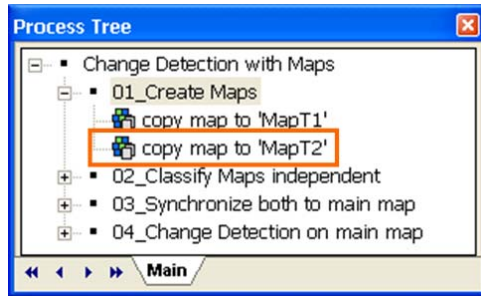 Process Tree
Change Detection with Maps
01_Create Maps
copy map to 'MapT1'
copy map to 'MapT2'
02_Classify Maps independent
03_Synchronize both to main map
04_Change Detection on main map
Main